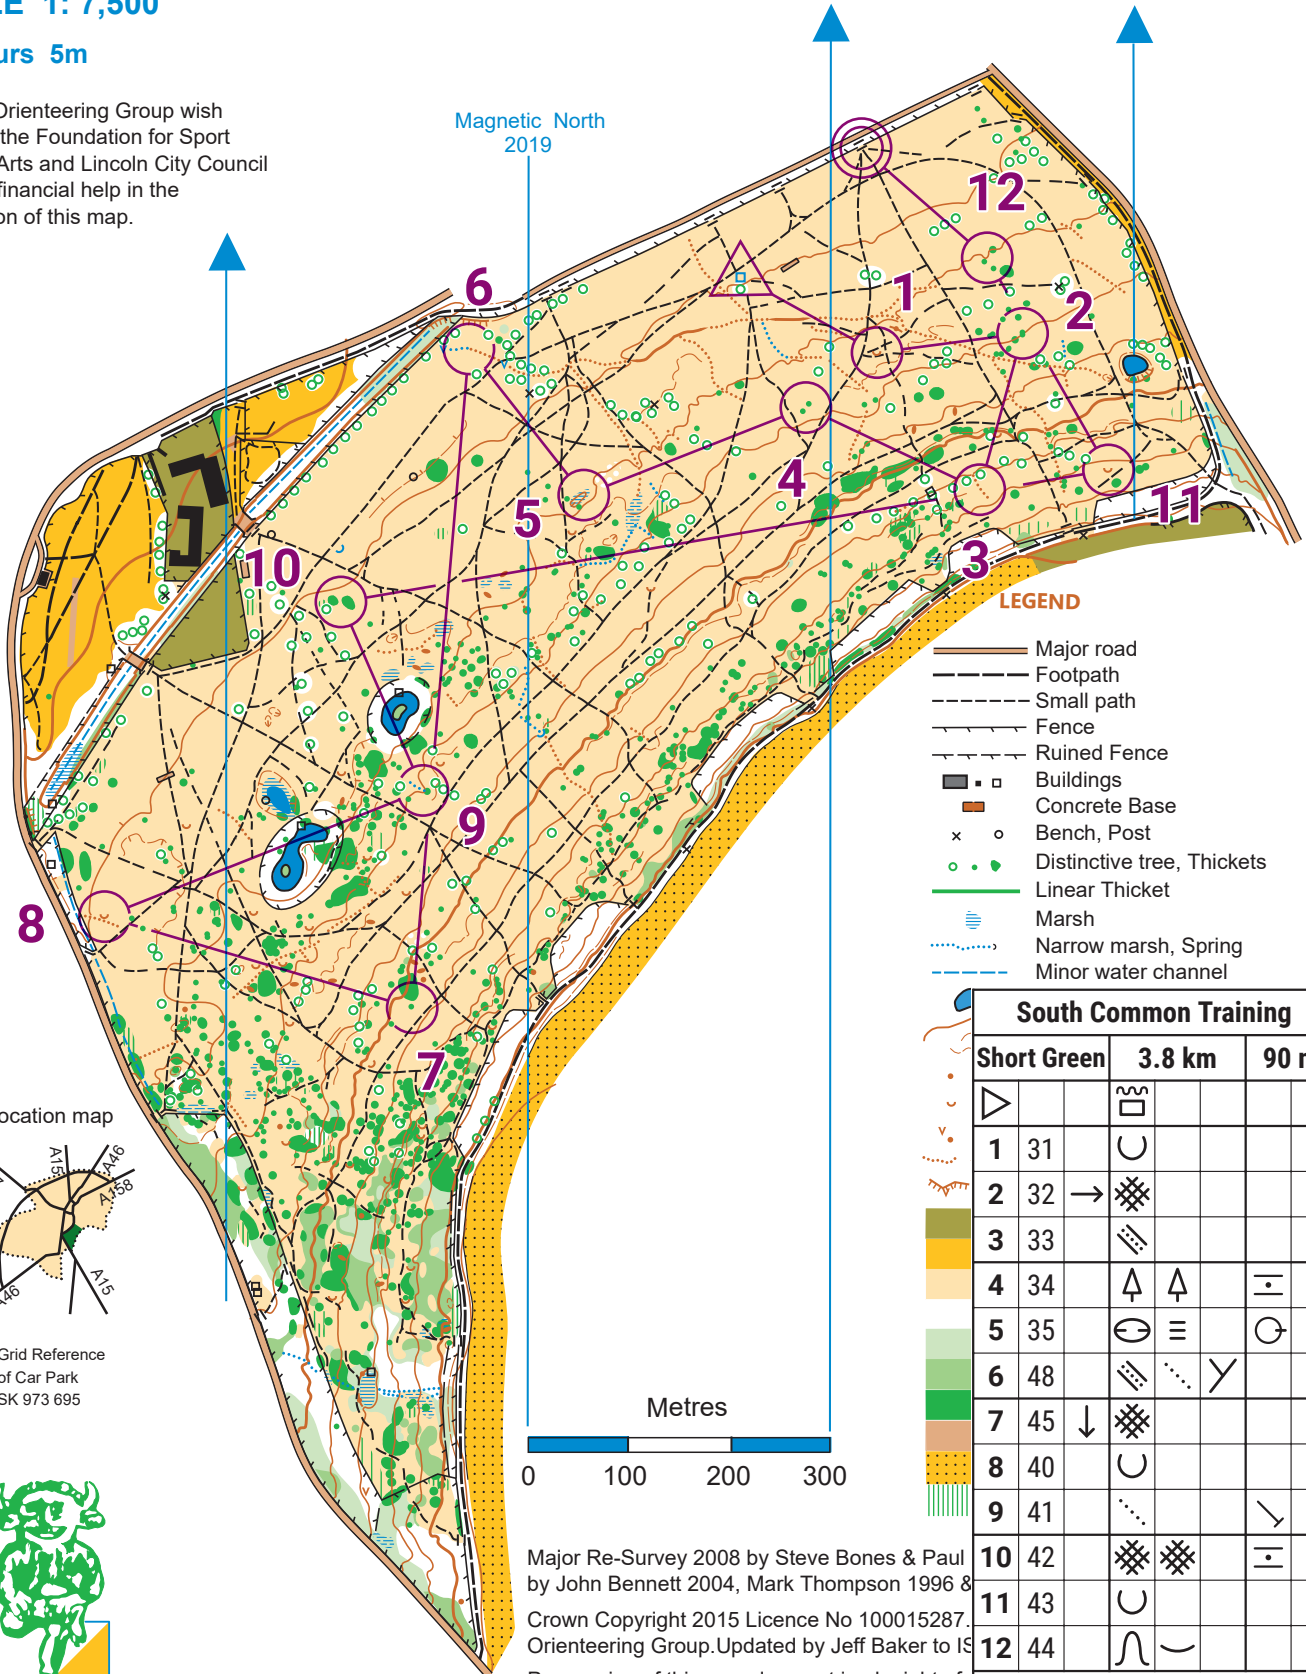 1: 7,500
urs 5m
Orienteering Group wish
the Foundation for Sport
Arts and Lincoln City Council
financial help in the
on of this map.
Magnetic North
2019
12
1
2
6
4
5
11
10
3
9
8
7
LEGEND
Major road
Footpath
Small path
Fence
Ruined Fence
Buildings
Concrete Base
Bench, Post
Distinctive tree, Thickets
Linear Thicket
Marsh
Narrow marsh, Spring
Minor water channel
South Common Training
Short Green 3.8 km 90
1 31
2 32
3 33
4 34
5 35
6 48
7 45
8 40
9 41
10 42
11 43
12 44
ocation map
A15
A46
A158
A46
A15
Grid Reference
of Car Park
SK 973 695
Metres
0 100 200 300
Major Re-Survey 2008 by Steve Bones & Paul
by John Bennett 2004, Mark Thompson 1996 &
Crown Copyright 2015 Licence No 100015287.
Orienteering Group.Updated by Jeff Baker to IS